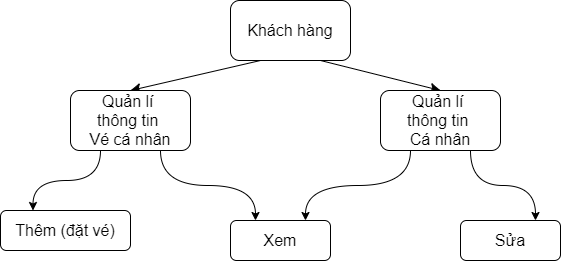 Khách hàng
Quản lí
thông tin
Vé cá nhân
Quản lí
thông tin
Cá nhân
Thêm (đặt vé)
Xem
Sửa